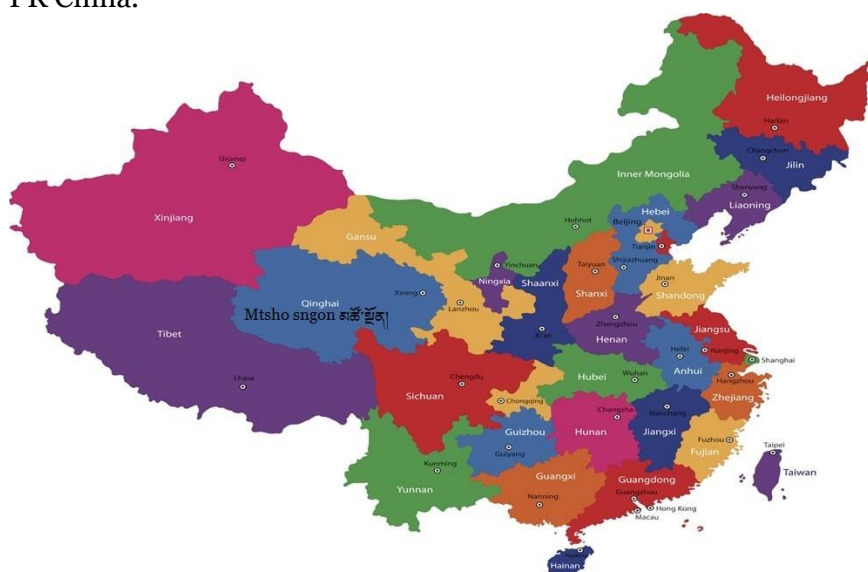 PR China.
Heilongjiang
Harbin
Changchun
Jilin
Ürümqi
Inner Mongolia
Shenyang
Liaoning
Xinjiang
Hohhot
Hebei
Beijing
Gansu
Tianjin
Yinchuan
Taiyuan
Shijiazhuang
Ningxia
Shaanxi
Jinan
Qinghai
Xining
Shanxi
Shandong
Lanzhou
Mtsho sngon མཚོ་སྔོན།
Zhengzhou
Tibet
Xi'an
Henan
Jiangsu
Hefei
Nanjing
Shanghai
Anhui
Hubei
Wuhan
Hangzhou
Lhasa
Chengdu
Sichuan
Chongqing
Zhejiang
Changsha
Nanchang
Guizhou
Hunan
Jiangxi
Guiyang
Fuzhou
Fujian
Taipei
Kunming
Taiwan
Yunnan
Guangxi
Guangdong
Nanning
Guangzhou
Hong Kong
Macau
Hainan